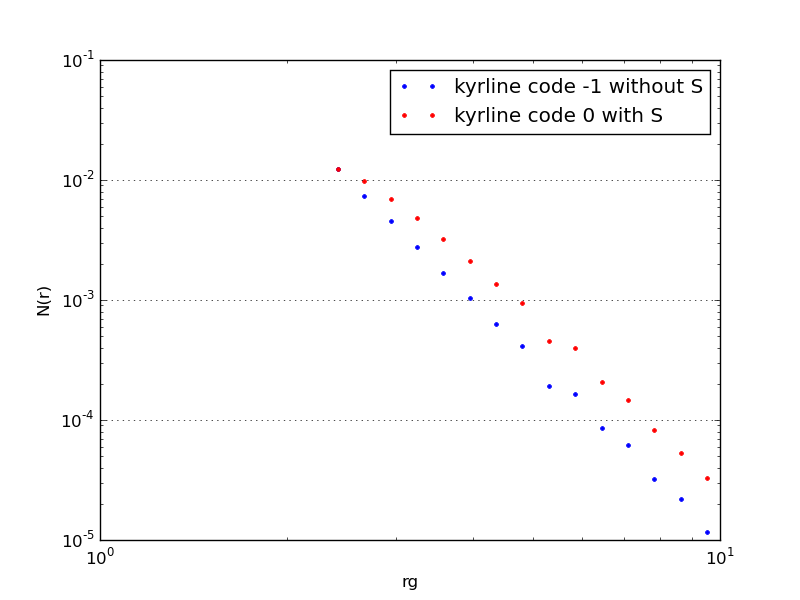 10^-1
kyrline code -1 without S
kyrline code 0 with S
10^-2
N(r)
10^-3
10^-4
10^-5
10^0
10^1
rg